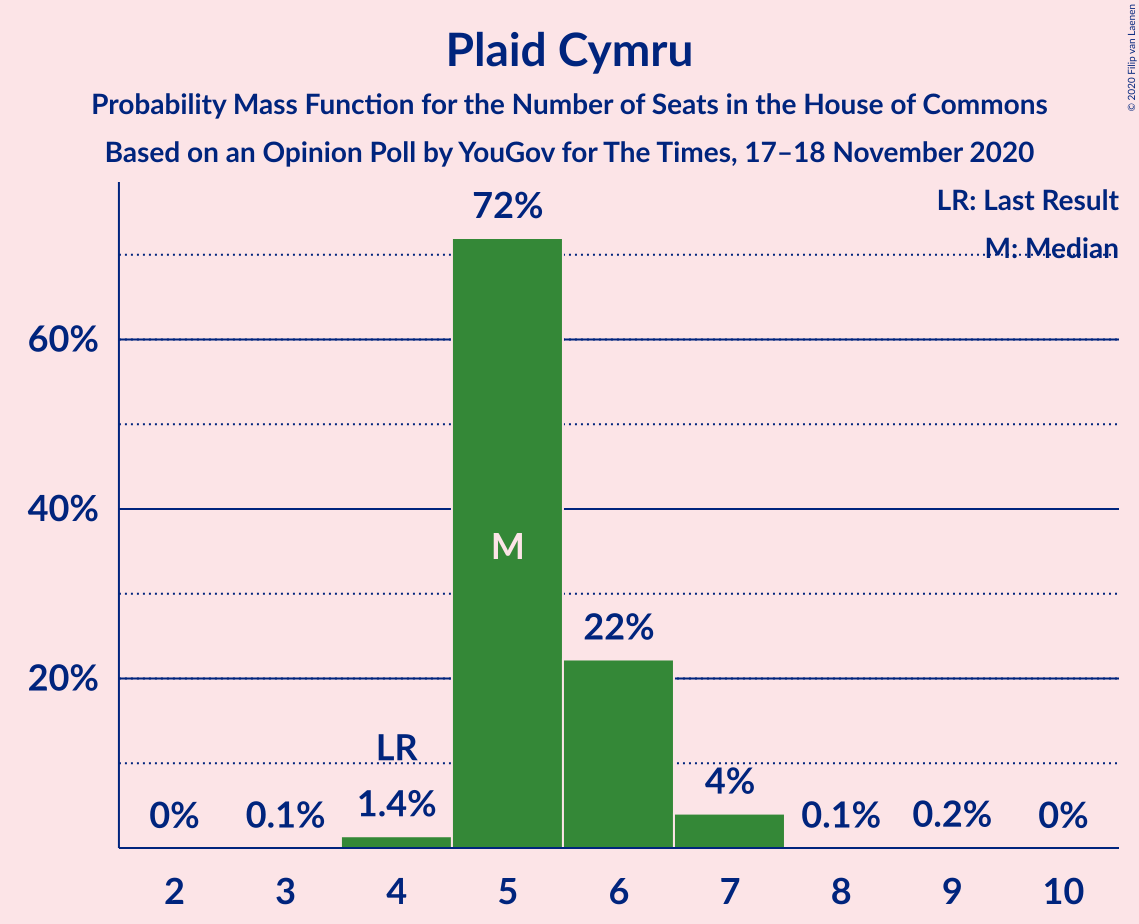 Plaid Cymru
Probability Mass Function for the Number of Seats in the House of Commons
Based on an Opinion Poll by YouGov for The Times, 17–18 November 2020
© 2020 Filip van Laenen
LR: Last Result
M: Median
60%
40%
20%
0%
0.1%
LR
1.4%
72%
M
22%
4%
0.1%
0.2%
0%
2 3 4 5 6 7 8 9 10